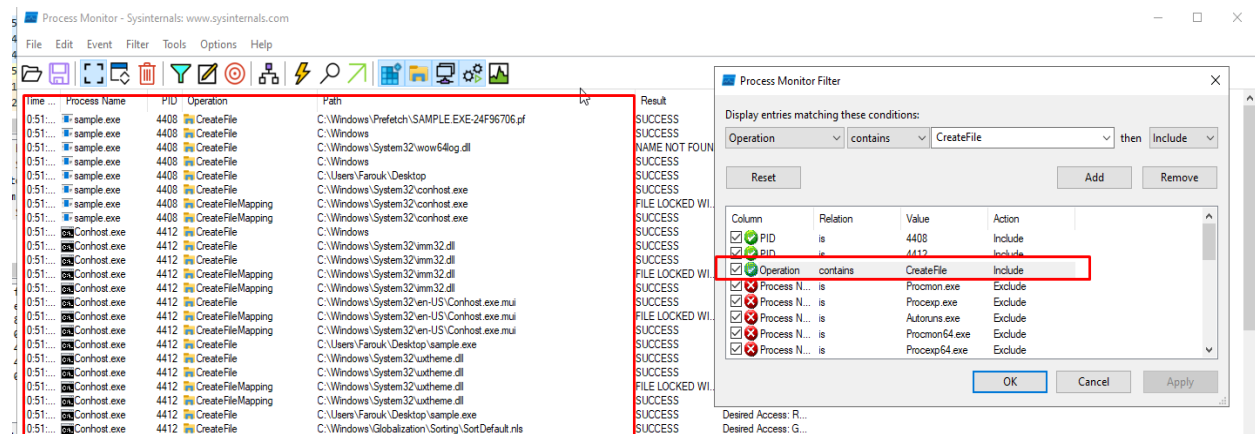 Process Monitor - Sysinternals: www.sysinternals.com
File Edit Event Filter Tools Options Help
Time ... Process Name PID Operation Path Result
0:51:... sample.exe 4408 CreateFile C:\Windows\Prefetch\SAMPLE.EXE-24F96706.pf SUCCESS
0:51:... sample.exe 4408 CreateFile C:\Windows SUCCESS
0:51:... sample.exe 4408 CreateFile C:\Windows\System32\wow64log.dll NAME NOT FOUN
0:51:... sample.exe 4408 CreateFile C:\Windows SUCCESS
0:51:... sample.exe 4408 CreateFile C:\Users\Farouk\Desktop SUCCESS
0:51:... sample.exe 4408 CreateFile C:\Windows\System32\conhost.exe SUCCESS
0:51:... sample.exe 4408 CreateFileMapping C:\Windows\System32\conhost.exe FILE LOCKED WI...
0:51:... sample.exe 4408 CreateFileMapping C:\Windows\System32\conhost.exe SUCCESS
0:51:... Conhost.exe 4412 CreateFile C:\Windows SUCCESS
0:51:... Conhost.exe 4412 CreateFile C:\Windows\System32\imm32.dll SUCCESS
0:51:... Conhost.exe 4412 CreateFile C:\Windows\System32\imm32.dll SUCCESS
0:51:... Conhost.exe 4412 CreateFileMapping C:\Windows\System32\imm32.dll FILE LOCKED WI...
0:51:... Conhost.exe 4412 CreateFileMapping C:\Windows\System32\imm32.dll SUCCESS
0:51:... Conhost.exe 4412 CreateFile C:\Windows\System32\en-US\Conhost.exe.mui SUCCESS
0:51:... Conhost.exe 4412 CreateFileMapping C:\Windows\System32\en-US\Conhost.exe.mui FILE LOCKED WI...
0:51:... Conhost.exe 4412 CreateFileMapping C:\Windows\System32\en-US\Conhost.exe.mui SUCCESS
0:51:... Conhost.exe 4412 CreateFile C:\Users\Farouk\Desktop\sample.exe SUCCESS
0:51:... Conhost.exe 4412 CreateFile C:\Windows\System32\uxtheme.dll SUCCESS
0:51:... Conhost.exe 4412 CreateFile C:\Windows\System32\uxtheme.dll SUCCESS
0:51:... Conhost.exe 4412 CreateFileMapping C:\Windows\System32\uxtheme.dll FILE LOCKED WI...
0:51:... Conhost.exe 4412 CreateFileMapping C:\Windows\System32\uxtheme.dll SUCCESS
0:51:... Conhost.exe 4412 CreateFile C:\Users\Farouk\Desktop\sample.exe SUCCESS Desired Access: R...
0:51:... Conhost.exe 4412 CreateFile C:\Windows\Globalization\Sorting\SortDefault.nls SUCCESS Desired Access: G...
Process Monitor Filter
Display entries matching these conditions:
Operation contains CreateFile then Include
Reset Add Remove
Column Relation Value Action
PID is 4408 Include
PID is 4412 Include
Operation contains CreateFile Include
Process N... is Procmon.exe Exclude
Process N... is Procexp.exe Exclude
Process N... is Autoruns.exe Exclude
Process N... is Procmon64.exe Exclude
Process N... is Procexp64.exe Exclude
OK Cancel Apply